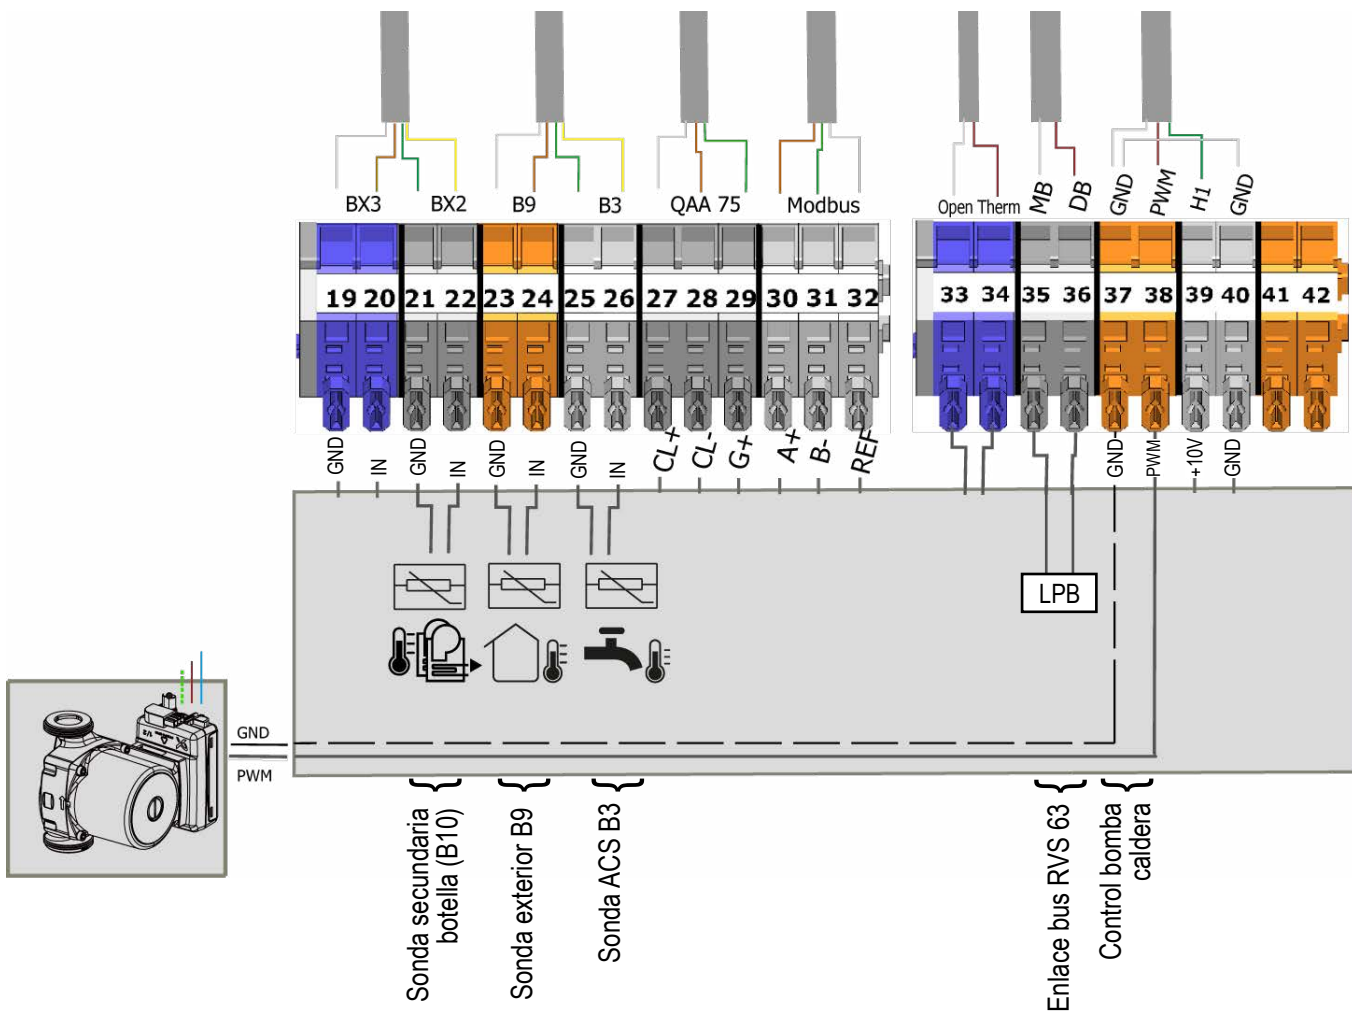 BX3 BX2 B9 B3 QAA 75 Modbus
Open Therm MB DB GND PWM H1 GND
19 20 21 22 23 24 25 26 27 28 29 30 31 32
33 34 35 36 37 38 39 40 41 42
GND IN GND IN GND IN GND IN CL+ CL- G+ A+ B- REF
GND PWM +10V GND
LPB
GND
PWM
Sonda secundaria
botella (B10)
Sonda exterior B9
Sonda ACS B3
Enlace bus RVS 63
Control bomba
caldera